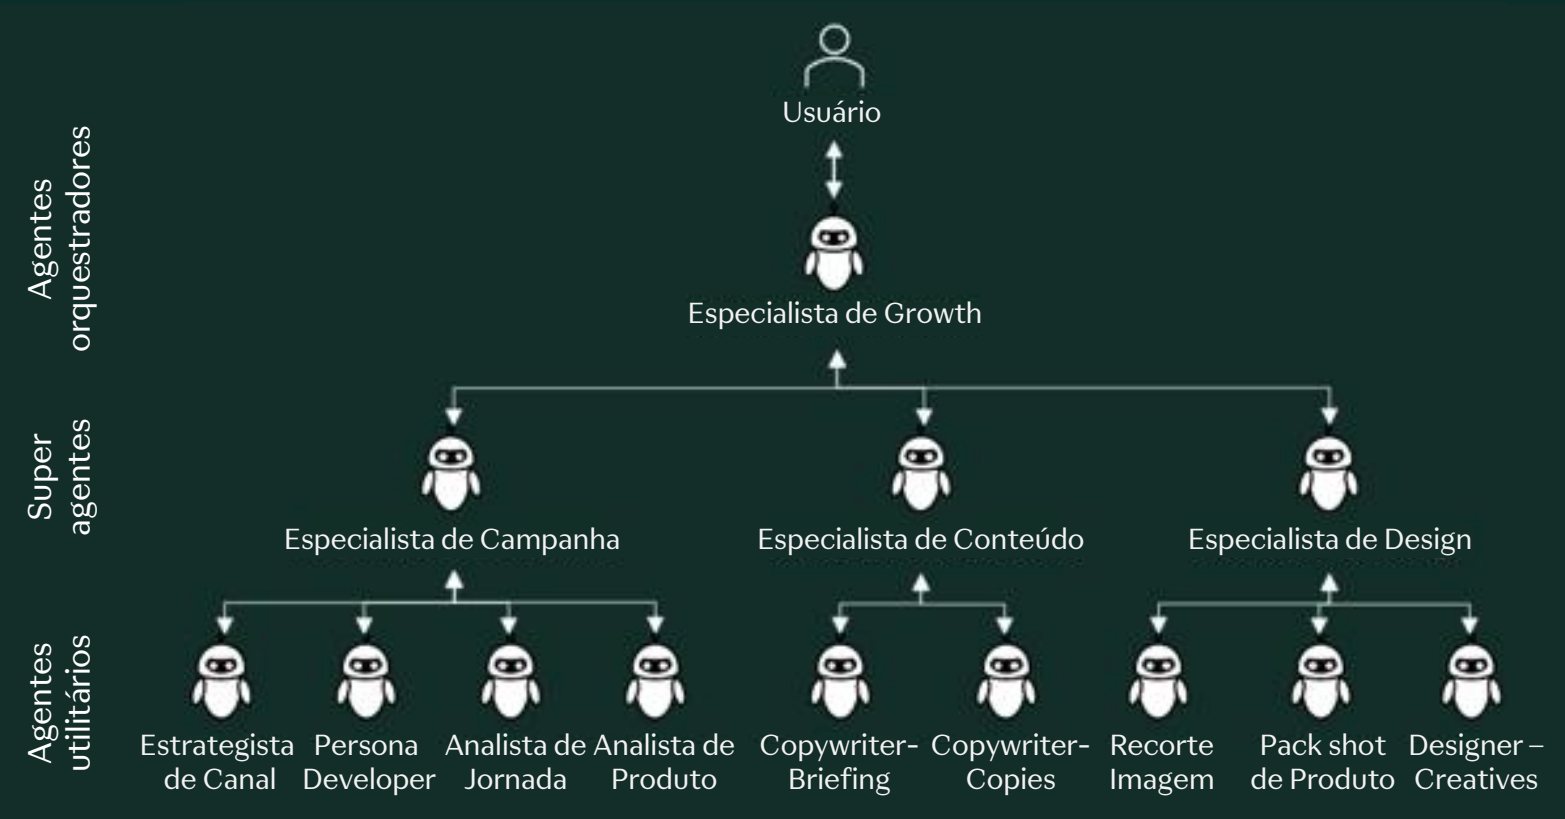 Usuário
Agentes
orquestradores
Especialista de Growth
Super
agentes
Especialista de Campanha
Especialista de Conteúdo
Especialista de Design
Agentes
utilitários
Estrategista
de Canal
Persona
Developer
Analista de
Jornada
Analista de
Produto
Copywriter-
Briefing
Copywriter-
Copies
Recorte
Imagem
Pack shot
de Produto
Designer –
Creatives